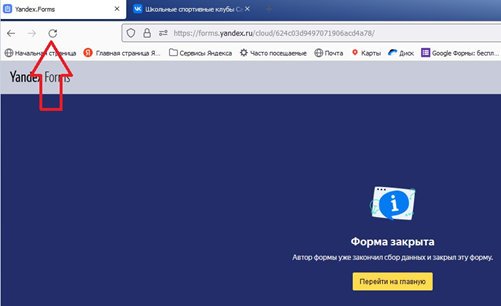 Yandex.Forms
Школьные спортивные клубы Са
https://forms.yandex.ru/cloud/624c03d9497071906acd4a78/
Начальная страница
Главная страница Я...
Сервисы Яндекса
Часто посещаемые
Почта
Карты
Диск
Google Формы: беспл...
Yandex Forms
Форма закрыта
Автор формы уже закончил сбор данных и закрыл эту форму.
Перейти на главную